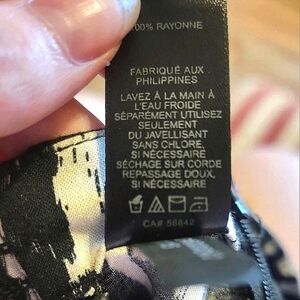 100% RAYONNE
FABRIQUÉ AUX
PHILIPPINES
LAVEZ À LA MAIN À
L'EAU FROIDE
SÉPARÉMENT UTILISEZ
SEULEMENT
DU JAVELLISANT
SANS CHLORE,
SI NÉCESSAIRE
SÉCHAGE SUR CORDE
REPASSAGE DOUX,
SI NÉCESSAIRE
CA# 56842